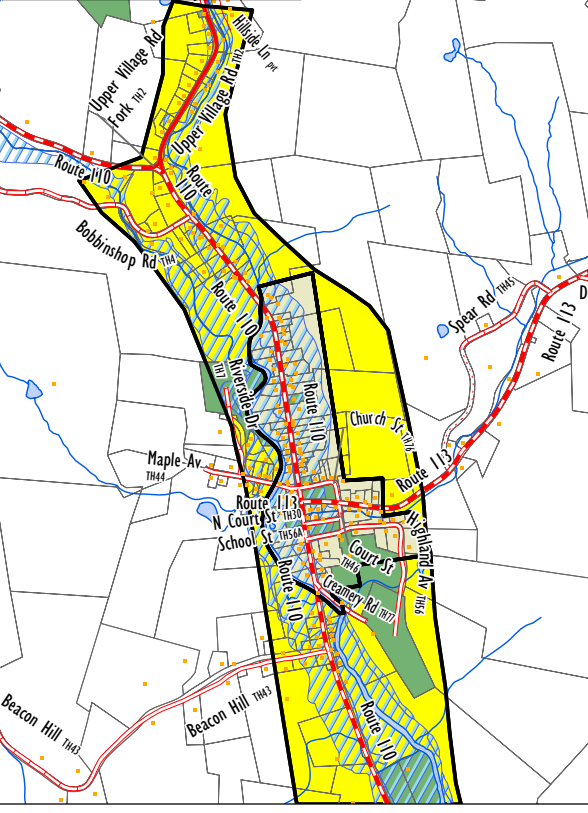 Hillside Ln pvt
Upper Village Rd
Fork TH2
Upper Village Rd TH2
Route 110
Route 110
Bobbinshop Rd TH4
Route 110
Spear Rd TH45
D
Route 113
TH7
Riverside Dr
Route 110
Church St TH76
Maple Av
TH44
Route 113
Route 113
N Court St TH30
School St TH56A
Highland Av TH56
Court St
TH46
Route 110
Creamery Rd TH77
Beacon Hill TH43
Beacon Hill TH43
Route 110